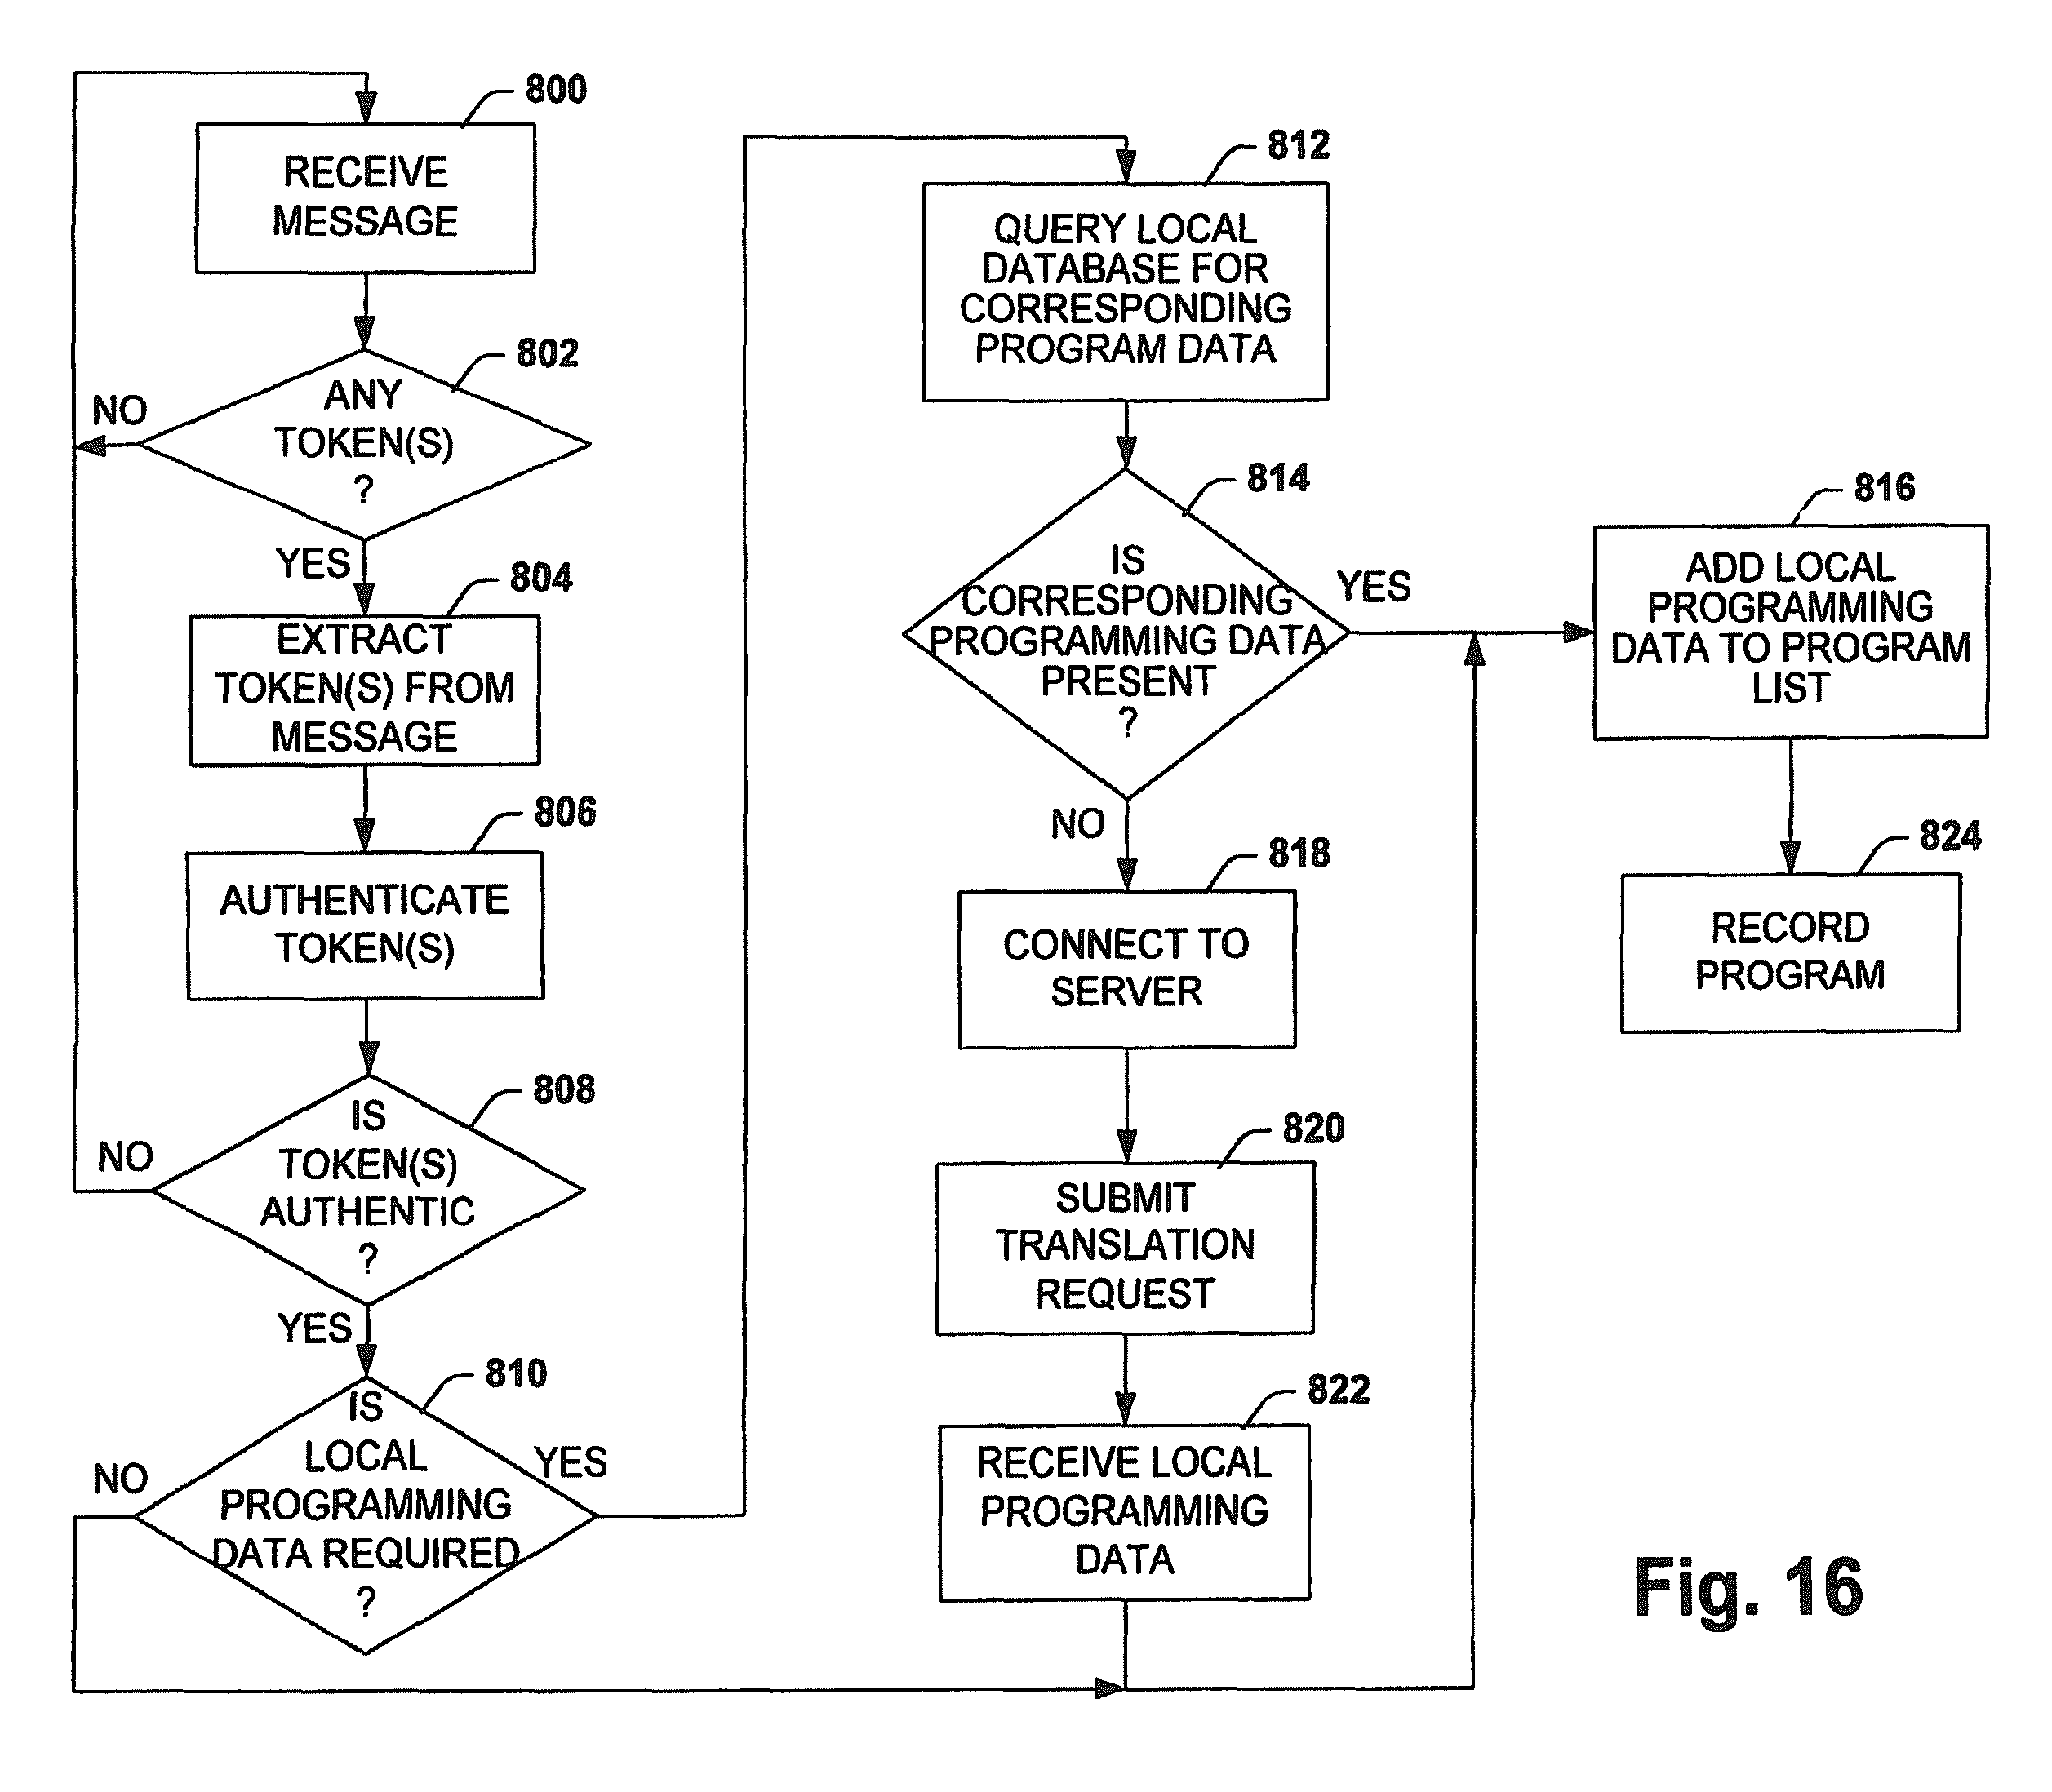 800
RECEIVE
MESSAGE
802
ANY
TOKEN(S)
?
NO
YES
804
EXTRACT
TOKEN(S) FROM
MESSAGE
806
AUTHENTICATE
TOKEN(S)
808
IS
TOKEN(S)
AUTHENTIC
?
NO
YES
810
IS
LOCAL
PROGRAMMING
DATA REQUIRED
?
NO
YES
812
QUERY LOCAL
DATABASE FOR
CORRESPONDING
PROGRAM DATA
814
IS
CORRESPONDING
PROGRAMMING DATA
PRESENT
?
YES
NO
818
CONNECT TO
SERVER
820
SUBMIT
TRANSLATION
REQUEST
822
RECEIVE LOCAL
PROGRAMMING
DATA
816
ADD LOCAL
PROGRAMMING
DATA TO PROGRAM
LIST
824
RECORD
PROGRAM
Fig. 16